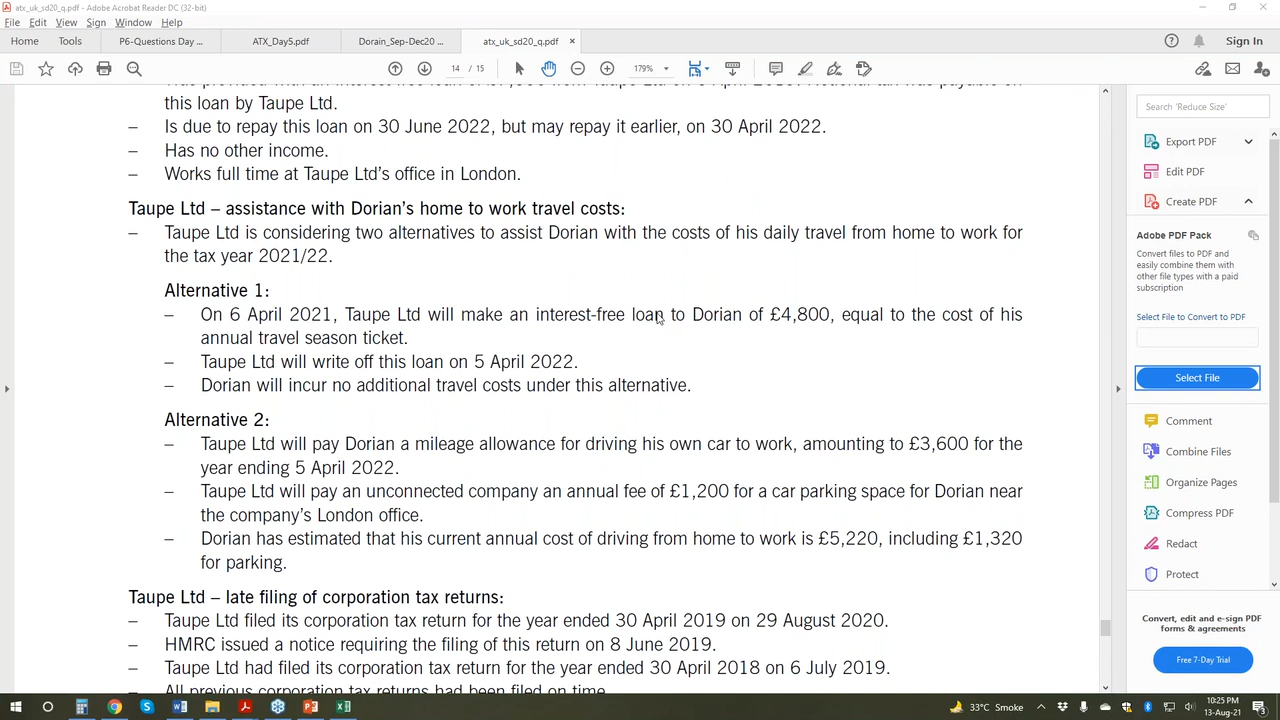 atx_uk_sd20_q.pdf - Adobe Acrobat Reader DC (32-bit)
File Edit View Sign Window Help
Home Tools P6-Questions Day ... ATX_Day5.pdf Dorain_Sep-Dec20 ... atx_uk_sd20_q.pdf × Sign In
14 / 15 179%
this loan by Taupe Ltd.
– Is due to repay this loan on 30 June 2022, but may repay it earlier, on 30 April 2022.
– Has no other income.
– Works full time at Taupe Ltd’s office in London.
Taupe Ltd – assistance with Dorian’s home to work travel costs:
– Taupe Ltd is considering two alternatives to assist Dorian with the costs of his daily travel from home to work for
the tax year 2021/22.
Alternative 1:
– On 6 April 2021, Taupe Ltd will make an interest-free loan to Dorian of £4,800, equal to the cost of his
annual travel season ticket.
– Taupe Ltd will write off this loan on 5 April 2022.
– Dorian will incur no additional travel costs under this alternative.
Alternative 2:
– Taupe Ltd will pay Dorian a mileage allowance for driving his own car to work, amounting to £3,600 for the
year ending 5 April 2022.
– Taupe Ltd will pay an unconnected company an annual fee of £1,200 for a car parking space for Dorian near
the company’s London office.
– Dorian has estimated that his current annual cost of driving from home to work is £5,220, including £1,320
for parking.
Taupe Ltd – late filing of corporation tax returns:
– Taupe Ltd filed its corporation tax return for the year ended 30 April 2019 on 29 August 2020.
– HMRC issued a notice requiring the filing of this return on 8 June 2019.
– Taupe Ltd had filed its corporation tax return for the year ended 30 April 2018 on 6 July 2019.
– All previous corporation tax returns had been filed on time.
Search 'Reduce Size'
Export PDF
Edit PDF
Create PDF
Adobe PDF Pack
Convert files to PDF and
easily combine them with
other file types with a paid
subscription
Select File to Convert to PDF
Select File
Comment
Combine Files
Organize Pages
Compress PDF
Redact
Protect
Convert, edit and e-sign PDF
forms & agreements
Free 7-Day Trial
33°C Smoke
10:25 PM
13-Aug-21